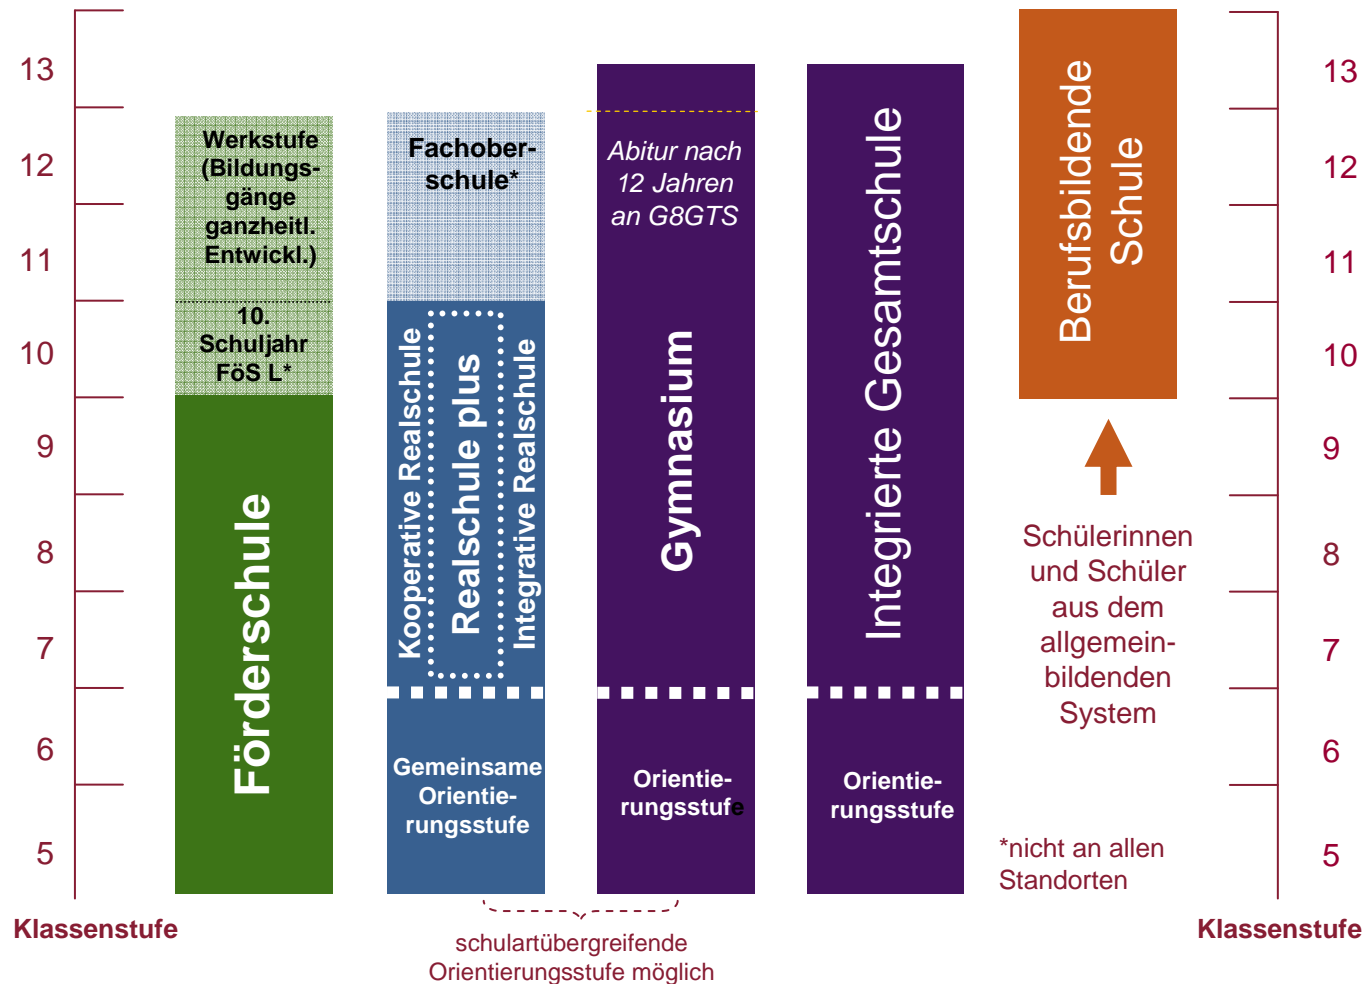 13
12
11
10
9
8
7
6
5
Klassenstufe
Werkstufe
(Bildungs-
gänge
ganzheitl.
Entwickl.)
10.
Schuljahr
FöS L*
Förderschule
Fachober-
schule*
Kooperative Realschule
Realschule plus
Integrative Realschule
Gemeinsame
Orientie-
rungsstufe
Abitur nach
12 Jahren
an G8GTS
Gymnasium
Orientie-
rungsstufe
Integrierte Gesamtschule
Orientie-
rungsstufe
schulartübergreifende
Orientierungsstufe möglich
Berufsbildende
Schule
Schülerinnen
und Schüler
aus dem
allgemein-
bildenden
System
*nicht an allen
Standorten
13
12
11
10
9
8
7
6
5
Klassenstufe